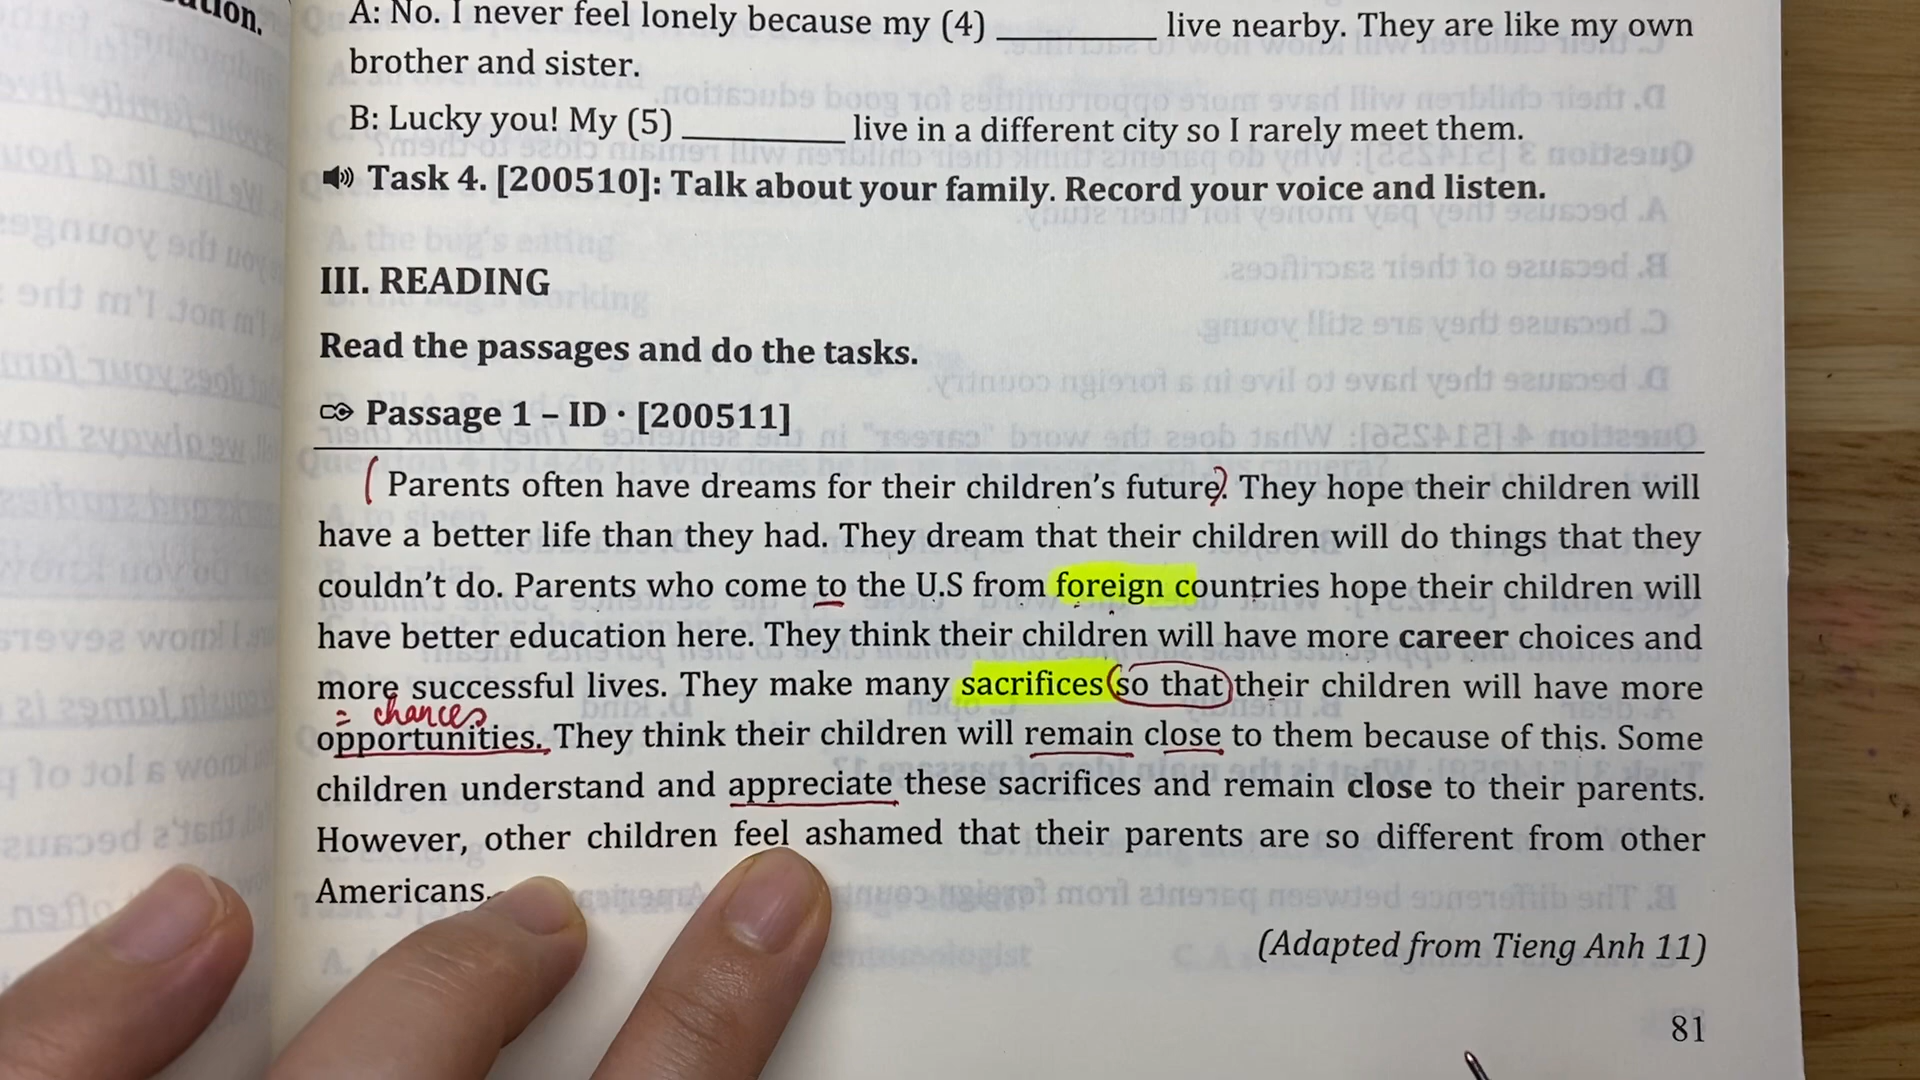 A: No. I never feel lonely because my (4) __________ live nearby. They are like my own
brother and sister.
B: Lucky you! My (5) __________ live in a different city so I rarely meet them.
Task 4. [200510]: Talk about your family. Record your voice and listen.
III. READING
Read the passages and do the tasks.
Passage 1 – ID · [200511]
Parents often have dreams for their children's future. They hope their children will
have a better life than they had. They dream that their children will do things that they
couldn't do. Parents who come to the U.S from foreign countries hope their children will
have better education here. They think their children will have more career choices and
more successful lives. They make many sacrifices so that their children will have more
= chances
opportunities. They think their children will remain close to them because of this. Some
children understand and appreciate these sacrifices and remain close to their parents.
However, other children feel ashamed that their parents are so different from other
Americans.
(Adapted from Tieng Anh 11)
81